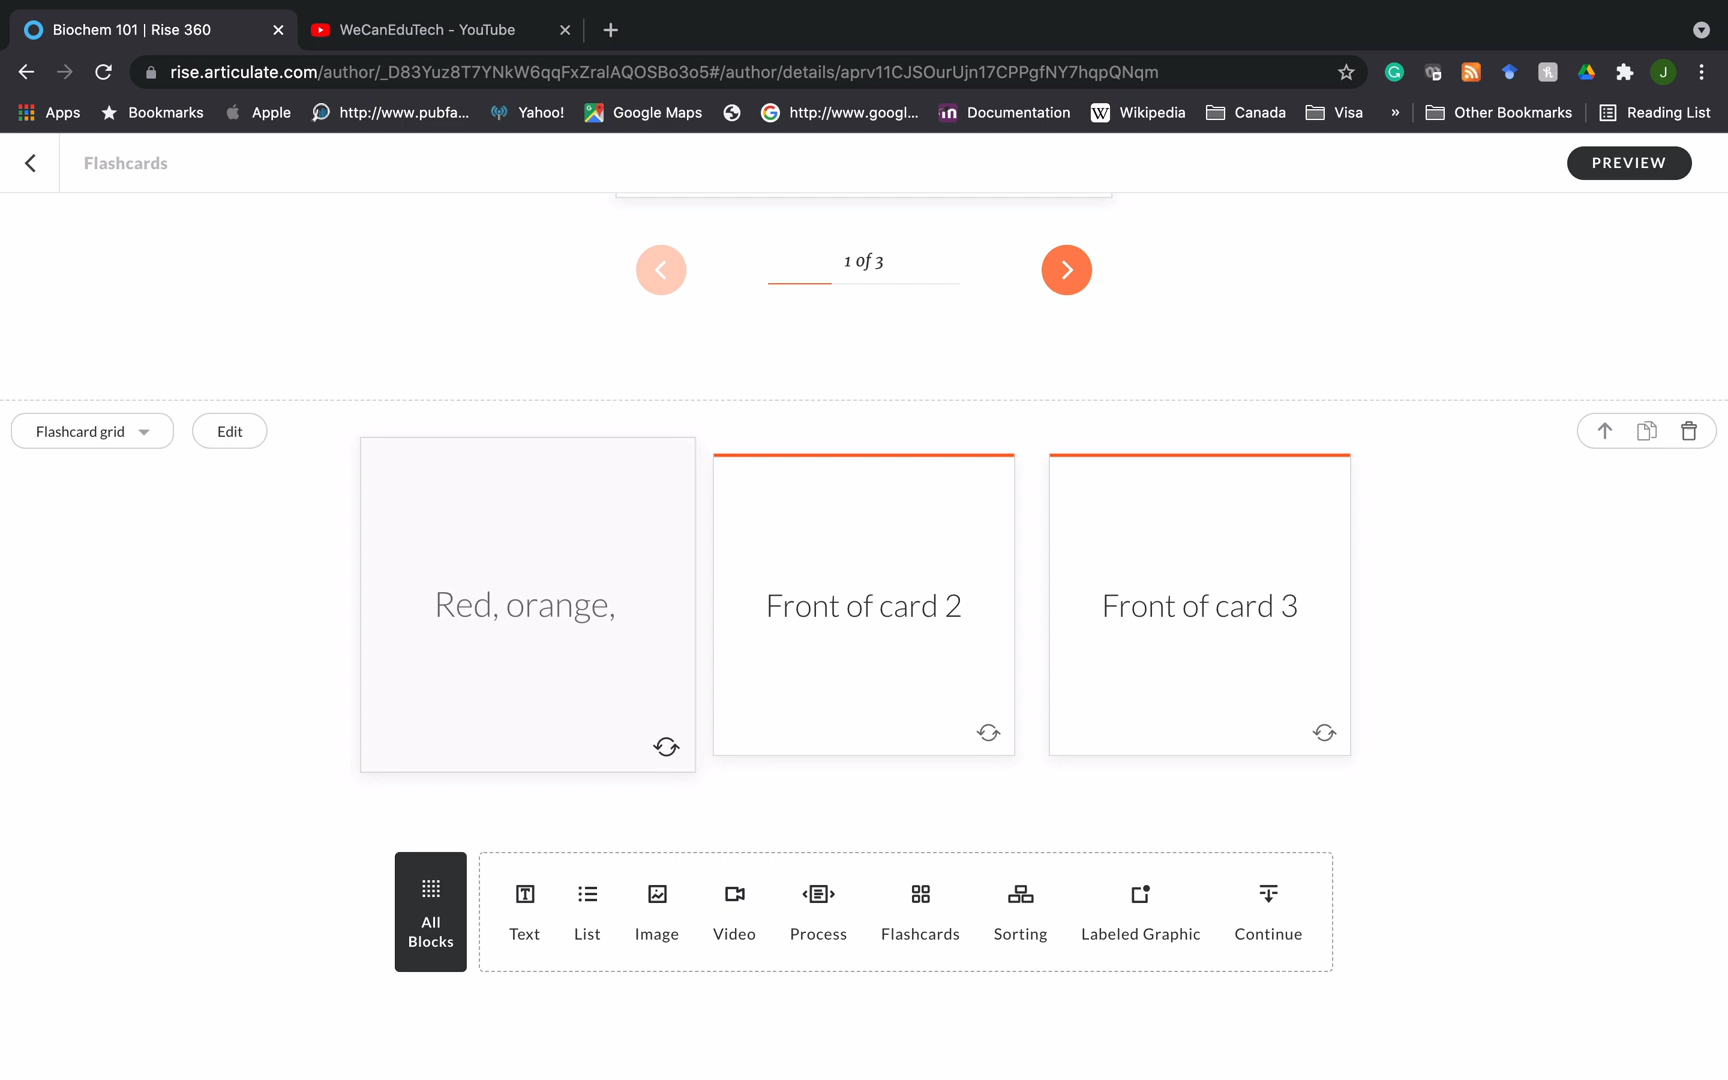 Biochem 101 | Rise 360
WeCanEduTech - YouTube
rise.articulate.com/author/_D83Yuz8T7YNkW6qqFxZralAQOSBo3o5#/author/details/aprv11CJSOurUjn17CPPgfNY7hqpQNqm
J
Apps
Bookmarks
Apple
http://www.pubfa...
Yahoo!
Google Maps
http://www.googl...
Documentation
Wikipedia
Canada
Visa
»
Other Bookmarks
Reading List
Flashcards
PREVIEW
1 of 3
Flashcard grid
Edit
Red, orange,
Front of card 2
Front of card 3
All
Blocks
Text
List
Image
Video
Process
Flashcards
Sorting
Labeled Graphic
Continue